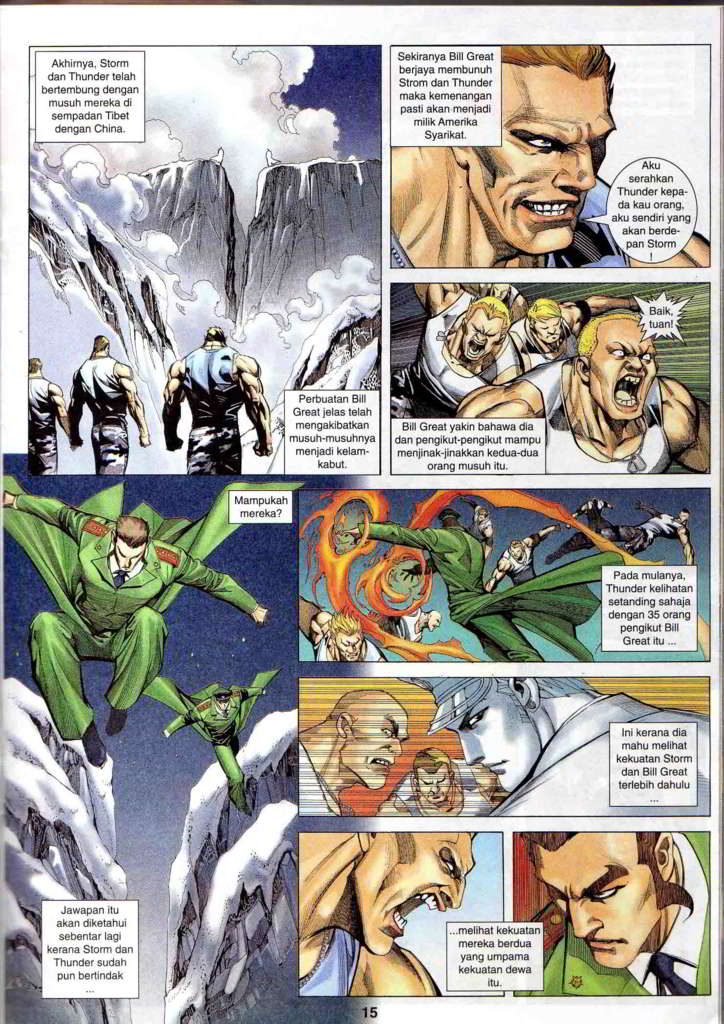 Akhirnya, Storm
dan Thunder telah
bertembung dengan
musuh mereka di
sempadan Tibet
dengan China.
Perbuatan Bill
Great jelas telah
mengakibatkan
musuh-musuhnya
menjadi kelam-
kabut.
Sekiranya Bill Great
berjaya membunuh
Strom dan Thunder
maka kemenangan
pasti akan menjadi
milik Amerika
Syarikat.
Aku
serahkan
Thunder kepa-
da kau orang,
aku sendiri yang
akan berde-
pan Storm
!
Baik,
tuan!
Bill Great yakin bahawa dia
dan pengikut-pengikut mampu
menjinak-jinakkan kedua-dua
orang musuh itu.
Mampukah
mereka?
Jawapan itu
akan diketahui
sebentar lagi
kerana Storm dan
Thunder sudah
pun bertindak
...
Pada mulanya,
Thunder kelihatan
setanding sahaja
dengan 35 orang
pengikut Bill
Great itu ...
Ini kerana dia
mahu melihat
kekuatan Storm
dan Bill Great
terlebih dahulu
...
...melihat kekuatan
mereka berdua
yang umpama
kekuatan dewa
itu.
15